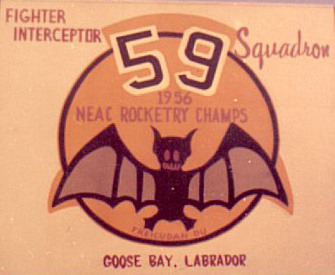 FIGHTER
INTERCEPTOR
59
Squadron
1956
NEAC ROCKETRY CHAMPS
GOOSE BAY, LABRADOR